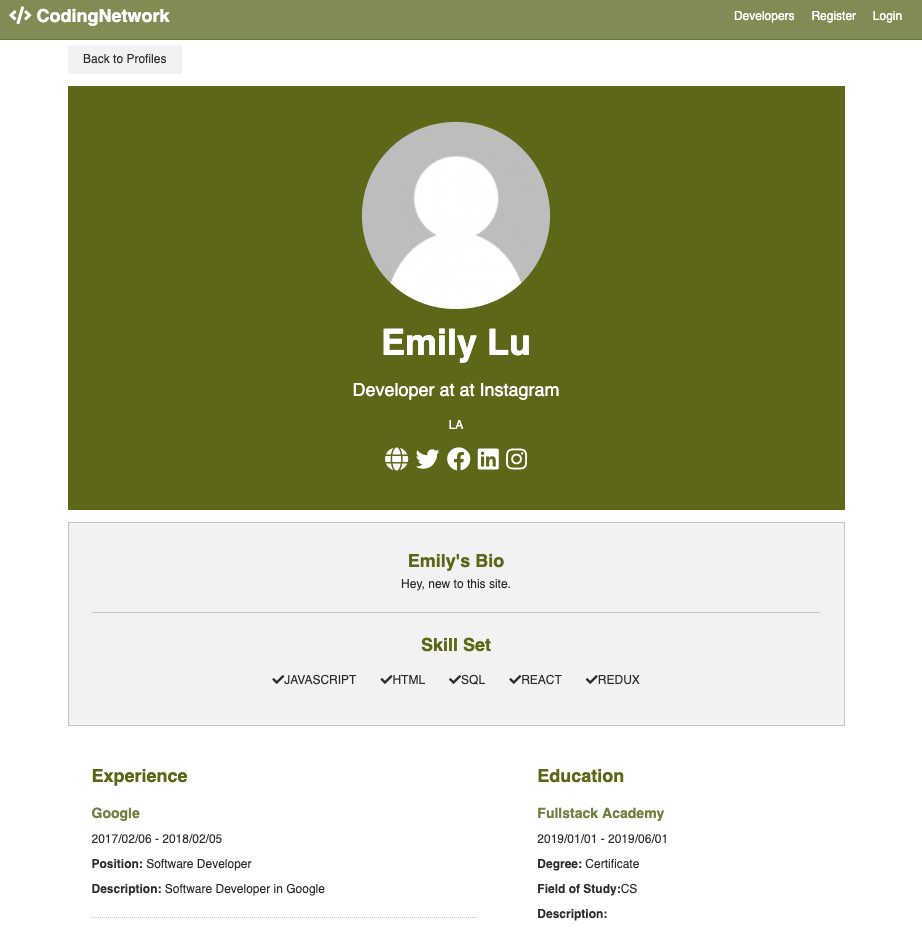 </> CodingNetwork
Developers Register Login
Back to Profiles
Emily Lu
Developer at at Instagram
LA
Emily's Bio
Hey, new to this site.
Skill Set
JAVASCRIPT HTML SQL REACT REDUX
Experience
Google
2017/02/06 - 2018/02/05
Position: Software Developer
Description: Software Developer in Google
Education
Fullstack Academy
2019/01/01 - 2019/06/01
Degree: Certificate
Field of Study:CS
Description: